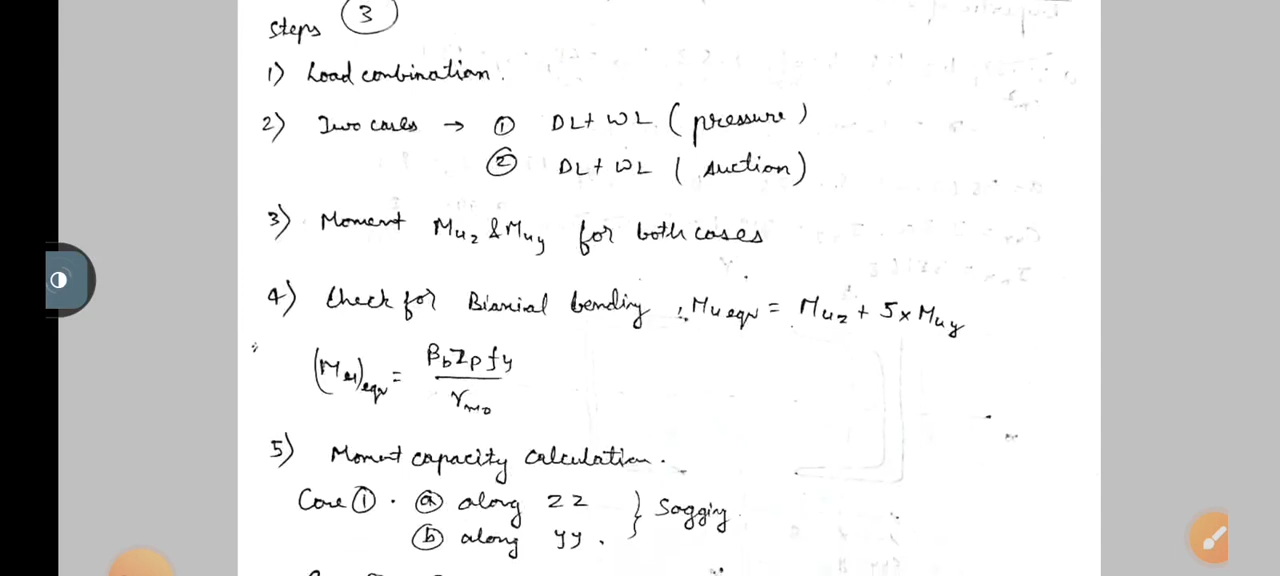 Steps ③
1) Load combination.
2) Two cases → ① DL + WL (pressure)
② DL + WL (suction)
3) Moment Muz & Muy for both cases
4) Check for Biaxial bending, Mu eqv = Muz + 5 x Muy
(Mu)eqv = βb Zp fy / γmo
5) Moment capacity calculation.
Case ① . ⓐ along zz } Sagging
ⓑ along yy .